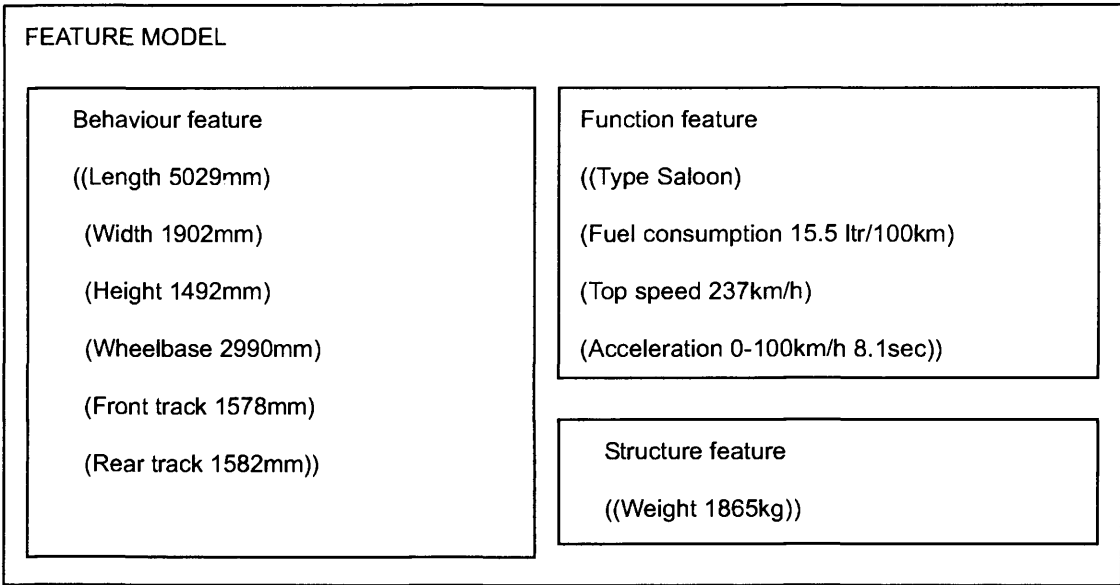 FEATURE MODEL
Behaviour feature
((Length 5029mm)
(Width 1902mm)
(Height 1492mm)
(Wheelbase 2990mm)
(Front track 1578mm)
(Rear track 1582mm))
Function feature
((Type Saloon)
(Fuel consumption 15.5 ltr/100km)
(Top speed 237km/h)
(Acceleration 0-100km/h 8.1sec))
Structure feature
((Weight 1865kg))